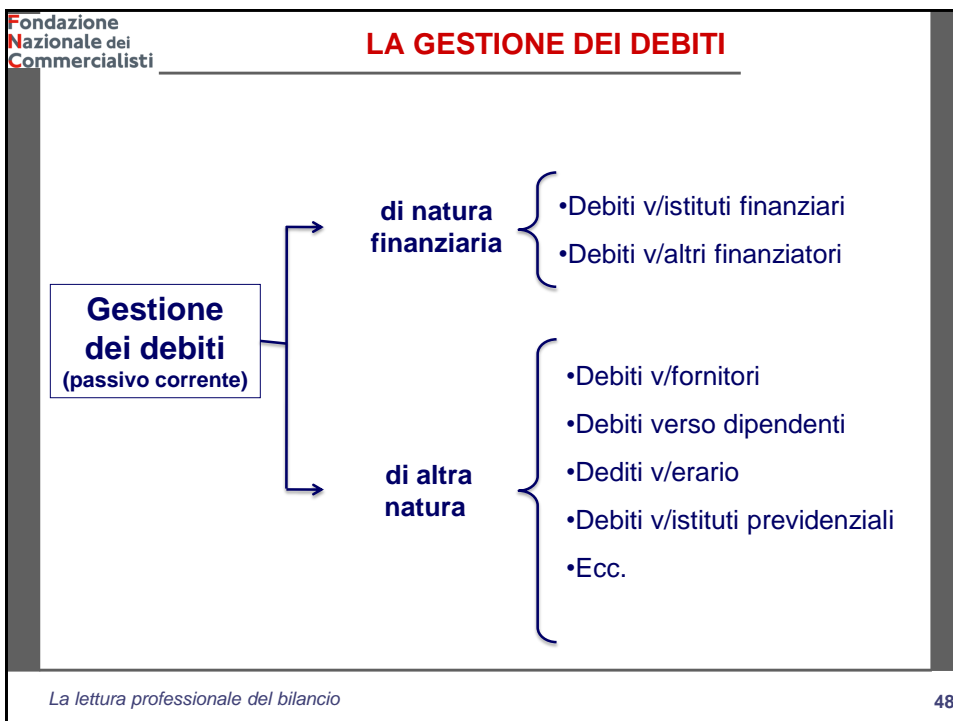 Fondazione
Nazionale dei
Commercialisti
LA GESTIONE DEI DEBITI
Gestione
dei debiti
(passivo corrente)
di natura
finanziaria
•Debiti v/istituti finanziari
•Debiti v/altri finanziatori
di altra
natura
•Debiti v/fornitori
•Debiti verso dipendenti
•Dediti v/erario
•Debiti v/istituti previdenziali
•Ecc.
La lettura professionale del bilancio
48